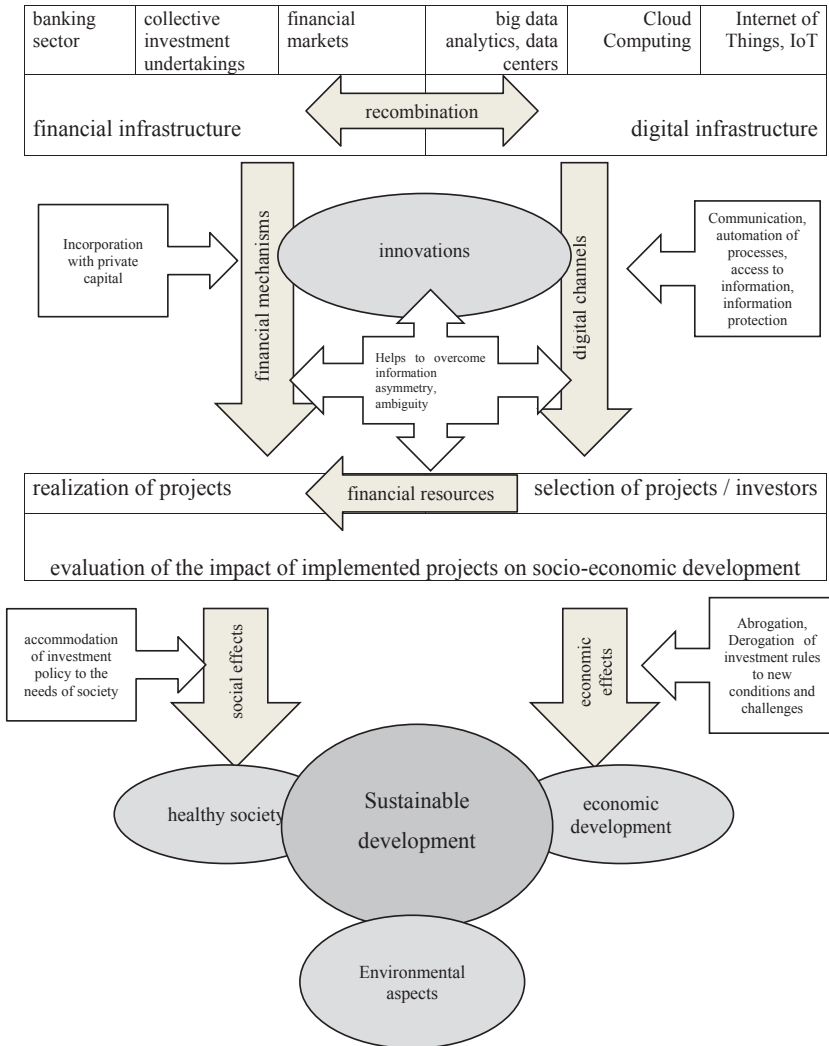 banking
sector
collective
investment
undertakings
financial
markets
big data
analytics, data
centers
Cloud
Computing
Internet of
Things, IoT
recombination
financial infrastructure
digital infrastructure
Incorporation
with private
capital
financial mechanisms
innovations
digital channels
Communication,
automation of
processes,
access to
information,
information
protection
Helps to overcome
information
asymmetry,
ambiguity
realization of projects
financial resources
selection of projects / investors
evaluation of the impact of implemented projects on socio-economic development
accommodation
of investment
policy to the
needs of society
social effects
economic
effects
Abrogation,
Derogation of
investment rules
to new
conditions and
challenges
healthy society
Sustainable
development
economic
development
Environmental
aspects